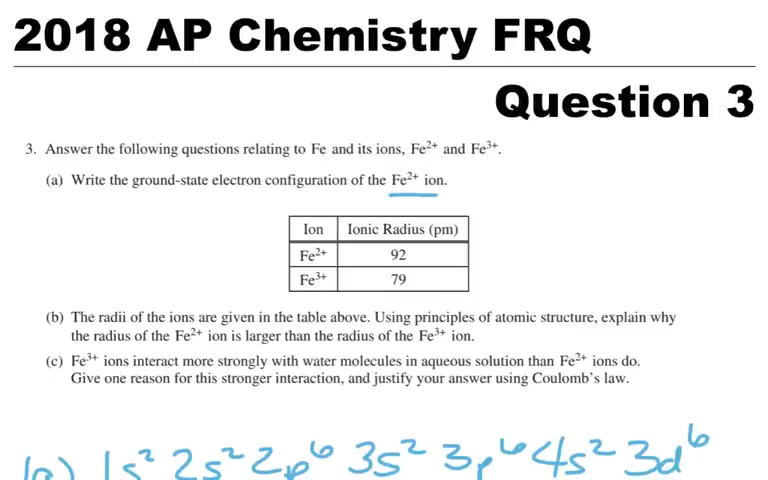 2018 AP Chemistry FRQ
Question 3
3. Answer the following questions relating to Fe and its ions, Fe²⁺ and Fe³⁺.
(a) Write the ground-state electron configuration of the Fe²⁺ ion.
Ion Ionic Radius (pm)
Fe²⁺ 92
Fe³⁺ 79
(b) The radii of the ions are given in the table above. Using principles of atomic structure, explain why
the radius of the Fe²⁺ ion is larger than the radius of the Fe³⁺ ion.
(c) Fe³⁺ ions interact more strongly with water molecules in aqueous solution than Fe²⁺ ions do.
Give one reason for this stronger interaction, and justify your answer using Coulomb's law.
(a) 1s² 2s² 2p⁶ 3s² 3p⁶ 4s² 3d⁶